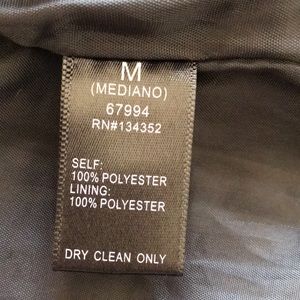 M
(MEDIANO)
67994
RN#134352
SELF:
100% POLYESTER
LINING:
100% POLYESTER
DRY CLEAN ONLY